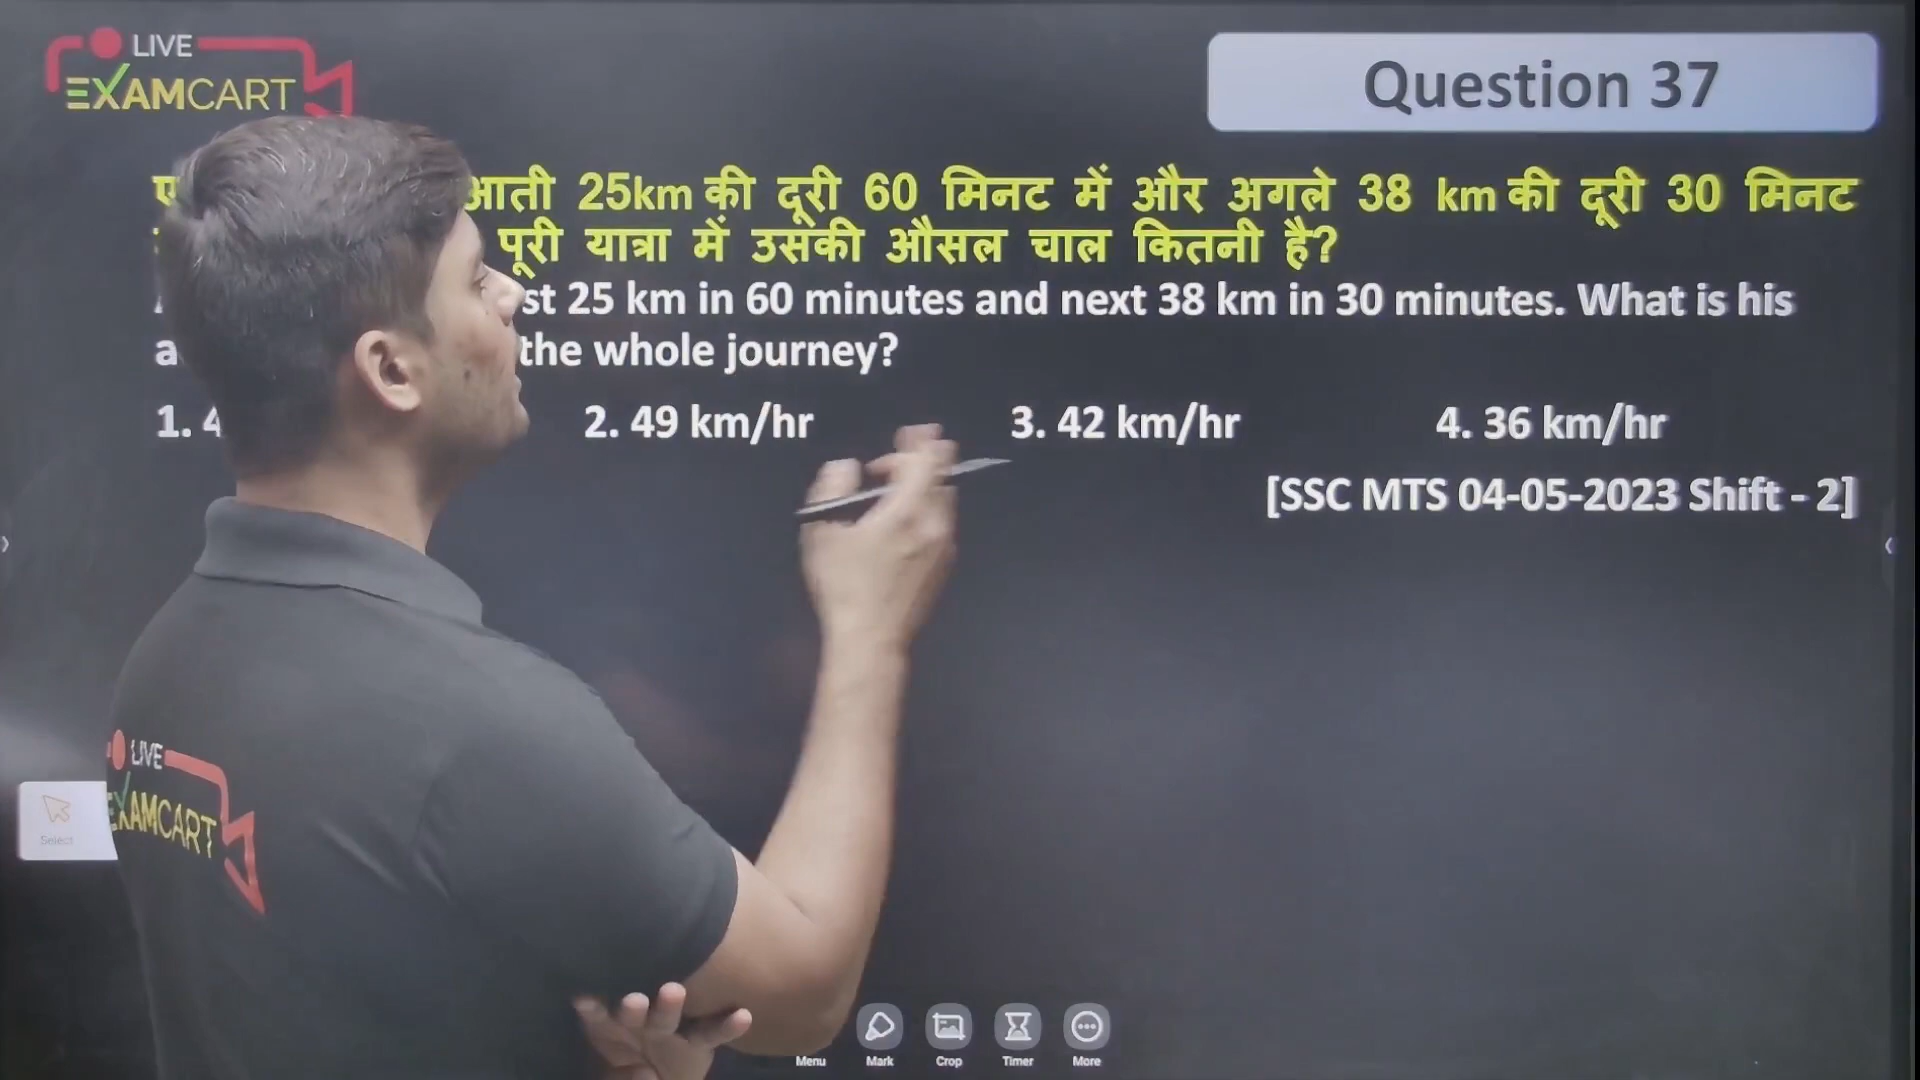 LIVE
EXAMCART
Question 37
आती 25km की दूरी 60 मिनट में और अगले 38 km की दूरी 30 मिनट
पूरी यात्रा में उसकी औसल चाल कितनी है?
st 25 km in 60 minutes and next 38 km in 30 minutes. What is his
the whole journey?
1. 4 2. 49 km/hr 3. 42 km/hr 4. 36 km/hr
[SSC MTS 04-05-2023 Shift - 2]
LIVE
EXAMCART
Select
Menu Mark Crop Timer More